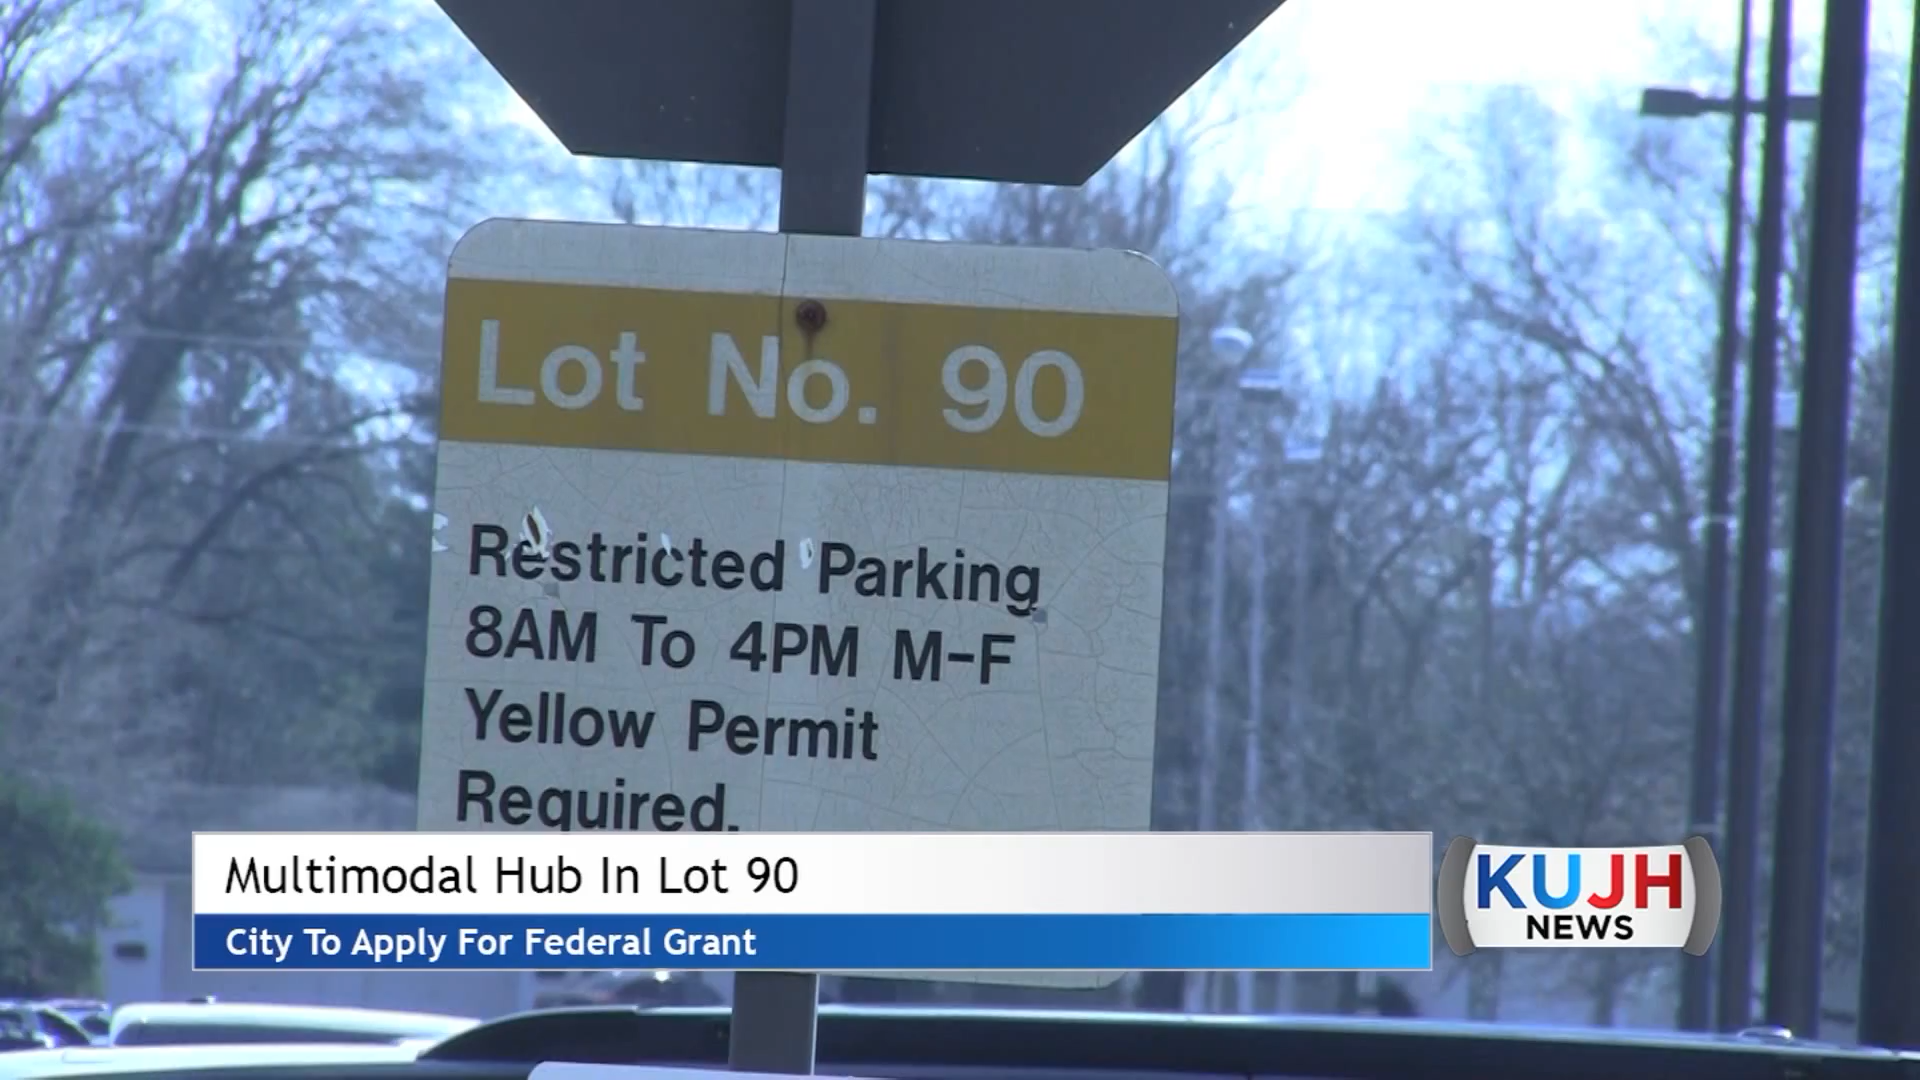 Lot No. 90
Restricted Parking
8AM To 4PM M-F
Yellow Permit
Required.
Multimodal Hub In Lot 90
City To Apply For Federal Grant
KUJH
NEWS